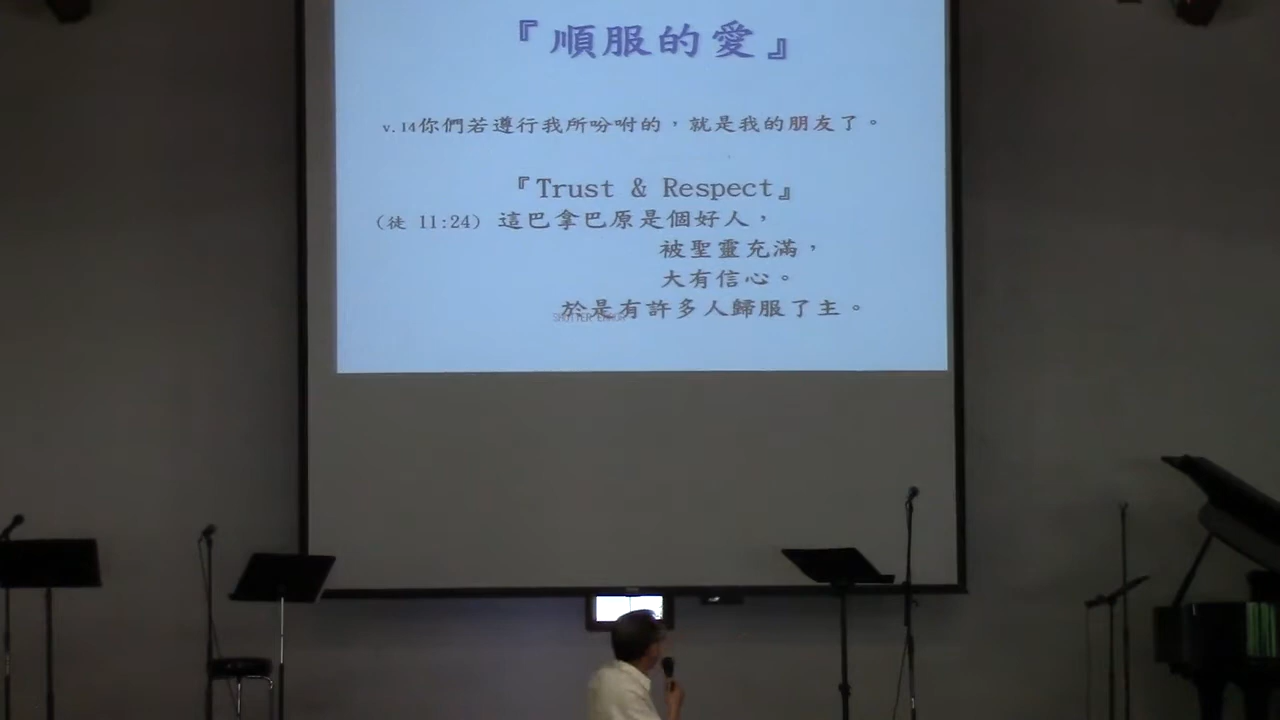 『順服的愛』
v.14你們若遵行我所吩咐的，就是我的朋友了。
『Trust & Respect』
(徒 11:24) 這巴拿巴原是個好人，
被聖靈充滿，
大有信心。
於是有許多人歸服了主。
SHUTTER ERROR